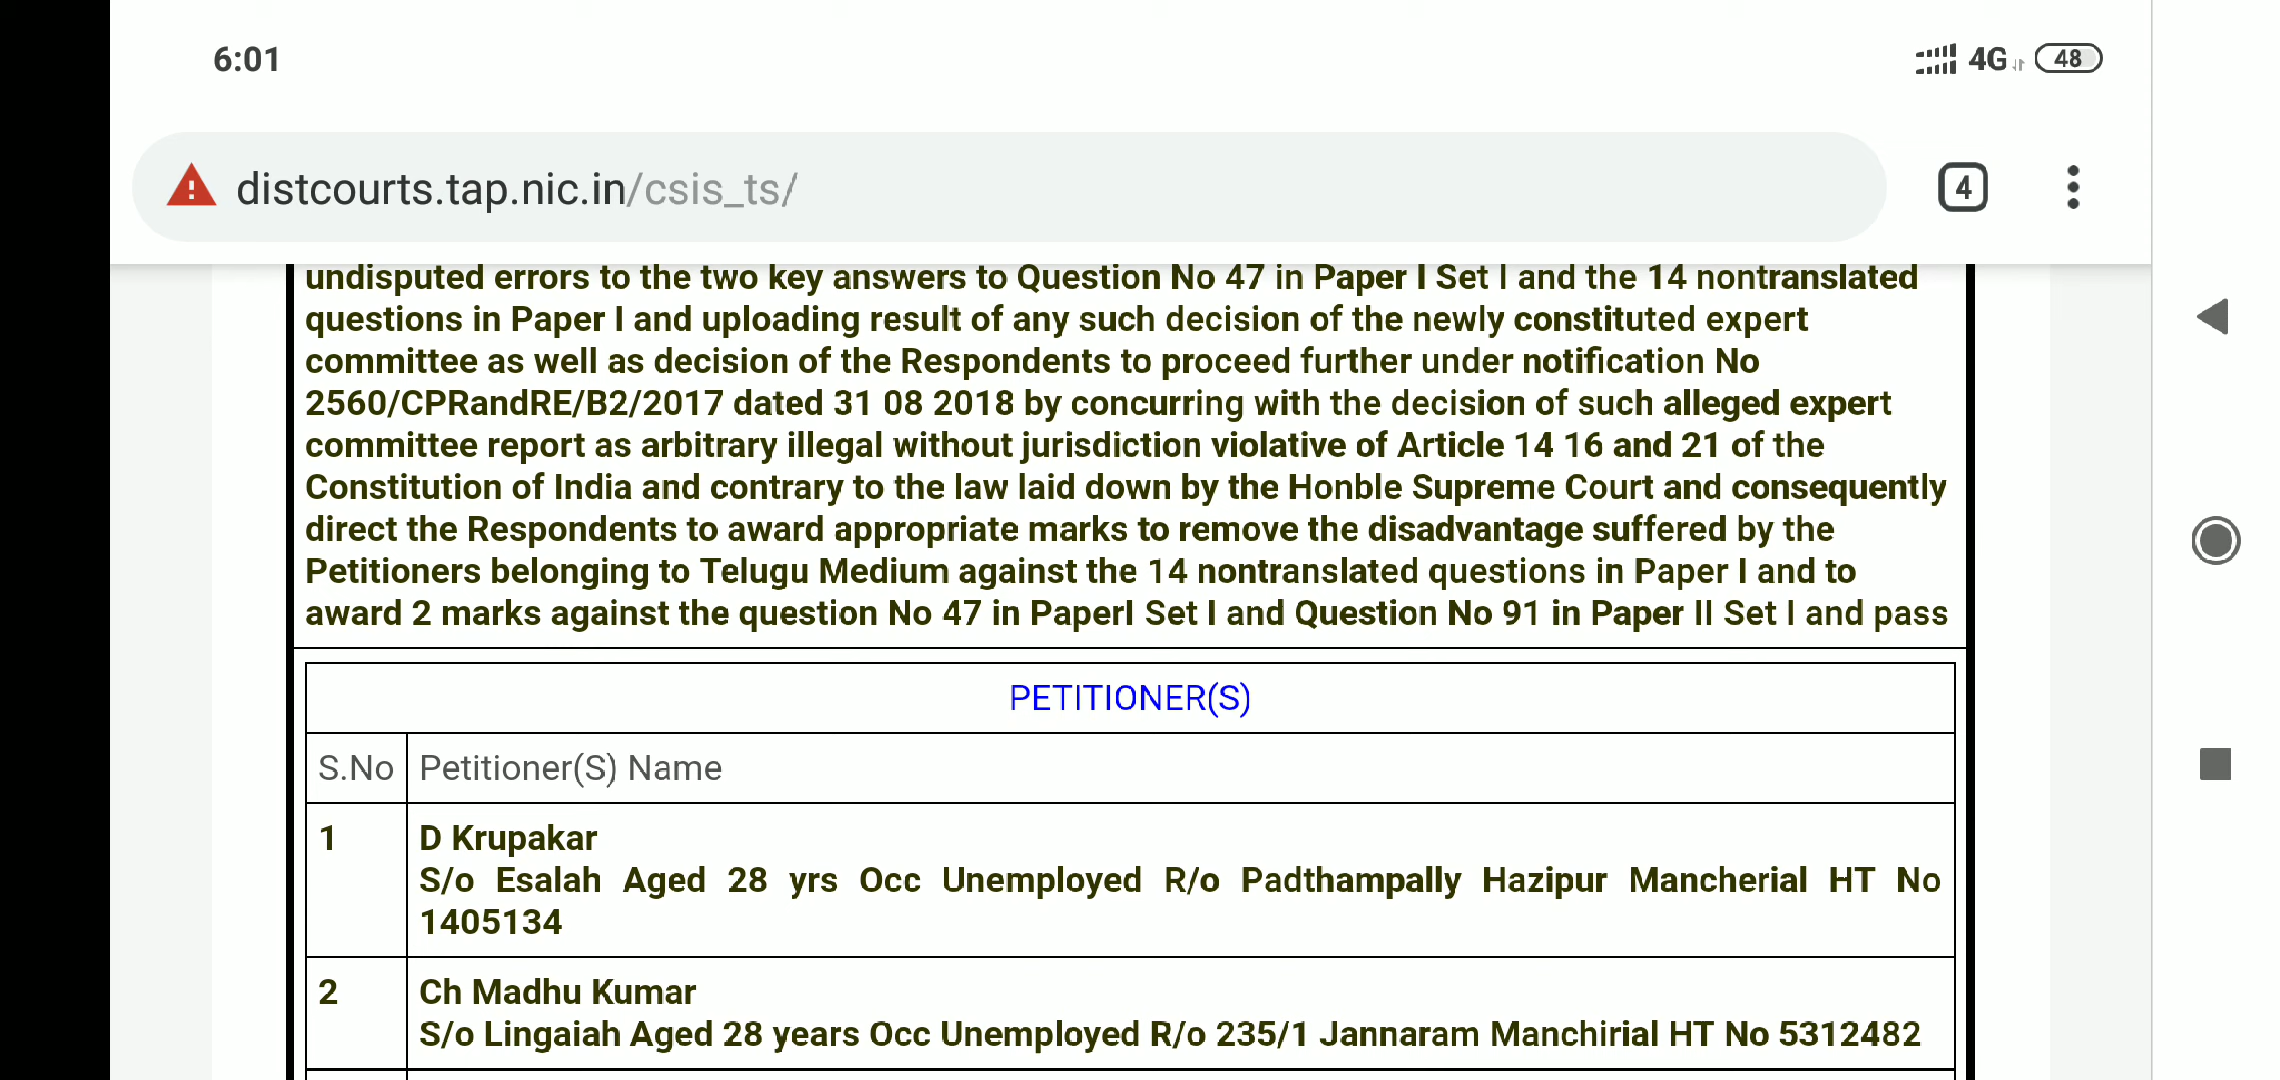 6:01
4G 48
distcourts.tap.nic.in/csis_ts/
4
undisputed errors to the two key answers to Question No 47 in Paper I Set I and the 14 nontranslated
questions in Paper I and uploading result of any such decision of the newly constituted expert
committee as well as decision of the Respondents to proceed further under notification No
2560/CPRandRE/B2/2017 dated 31 08 2018 by concurring with the decision of such alleged expert
committee report as arbitrary illegal without jurisdiction violative of Article 14 16 and 21 of the
Constitution of India and contrary to the law laid down by the Honble Supreme Court and consequently
direct the Respondents to award appropriate marks to remove the disadvantage suffered by the
Petitioners belonging to Telugu Medium against the 14 nontranslated questions in Paper I and to
award 2 marks against the question No 47 in PaperI Set I and Question No 91 in Paper II Set I and pass
PETITIONER(S)
S.No Petitioner(S) Name
1 D Krupakar
S/o Esalah Aged 28 yrs Occ Unemployed R/o Padthampally Hazipur Mancherial HT No
1405134
2 Ch Madhu Kumar
S/o Lingaiah Aged 28 years Occ Unemployed R/o 235/1 Jannaram Manchirial HT No 5312482